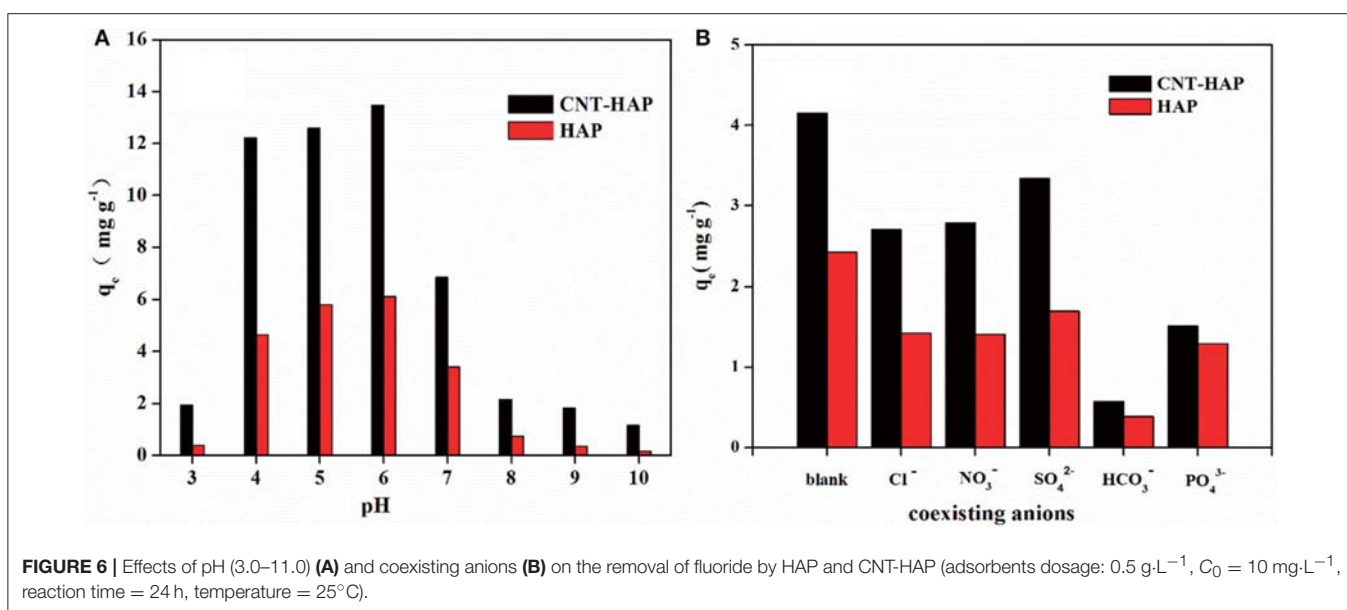 A
16
14
12
10
8
6
4
2
0
q_e ( mg g⁻¹)
CNT-HAP
HAP
3 4 5 6 7 8 9 10
pH
B
5
4
3
2
1
0
q_e( mg g⁻¹)
CNT-HAP
HAP
blank Cl⁻ NO₃⁻ SO₄²⁻ HCO₃⁻ PO₄³⁻
coexisting anions
FIGURE 6 | Effects of pH (3.0–11.0) (A) and coexisting anions (B) on the removal of fluoride by HAP and CNT-HAP (adsorbents dosage: 0.5 g·L⁻¹, C₀ = 10 mg·L⁻¹,
reaction time = 24 h, temperature = 25°C).